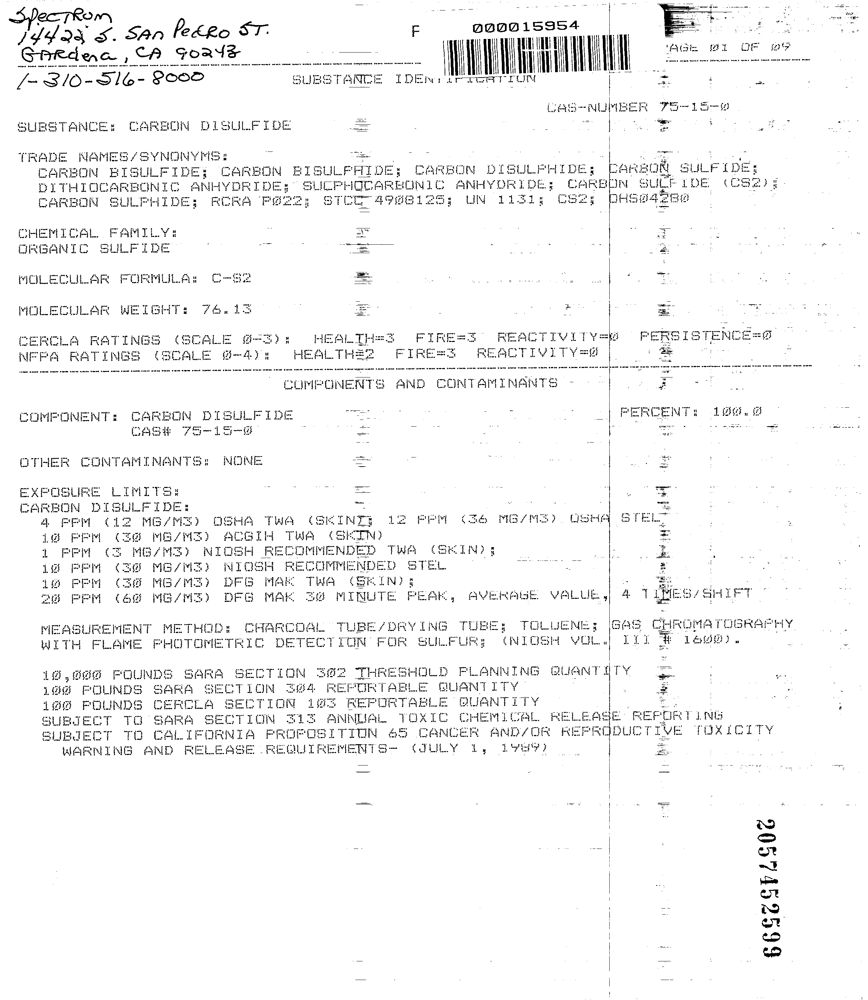 Spectrum
14422 S. San Pedro ST.
Gardena, CA 90248
1-310-516-8000
F
000015954
AGE 01 OF 09
SUBSTANCE IDENTIFICATION
CAS-NUMBER 75-15-0
SUBSTANCE: CARBON DISULFIDE
TRADE NAMES/SYNONYMS:
CARBON BISULFIDE; CARBON BISULPHIDE; CARBON DISULPHIDE; CARBON SULFIDE;
DITHIOCARBONIC ANHYDRIDE; SULPHOCARBONIC ANHYDRIDE; CARBON SULFIDE (CS2);
CARBON SULPHIDE; RCRA P022; STCC 4908125; UN 1131; CS2; OHS04280
CHEMICAL FAMILY:
ORGANIC SULFIDE
MOLECULAR FORMULA: C-S2
MOLECULAR WEIGHT: 76.13
CERCLA RATINGS (SCALE 0-3): HEALTH=3 FIRE=3 REACTIVITY=0 PERSISTENCE=0
NFPA RATINGS (SCALE 0-4): HEALTH=2 FIRE=3 REACTIVITY=0
COMPONENTS AND CONTAMINANTS
COMPONENT: CARBON DISULFIDE PERCENT: 100.0
CAS# 75-15-0
OTHER CONTAMINANTS: NONE
EXPOSURE LIMITS:
CARBON DISULFIDE:
4 PPM (12 MG/M3) OSHA TWA (SKIN); 12 PPM (36 MG/M3) OSHA STEL
10 PPM (30 MG/M3) ACGIH TWA (SKIN)
1 PPM (3 MG/M3) NIOSH RECOMMENDED TWA (SKIN);
10 PPM (30 MG/M3) NIOSH RECOMMENDED STEL
10 PPM (30 MG/M3) DFG MAK TWA (SKIN);
20 PPM (60 MG/M3) DFG MAK 30 MINUTE PEAK, AVERAGE VALUE, 4 TIMES/SHIFT
MEASUREMENT METHOD: CHARCOAL TUBE/DRYING TUBE; TOLUENE; GAS CHROMATOGRAPHY
WITH FLAME PHOTOMETRIC DETECTION FOR SULFUR; (NIOSH VOL. III # 1600).
10,000 POUNDS SARA SECTION 302 THRESHOLD PLANNING QUANTITY
100 POUNDS SARA SECTION 304 REPORTABLE QUANTITY
100 POUNDS CERCLA SECTION 103 REPORTABLE QUANTITY
SUBJECT TO SARA SECTION 313 ANNUAL TOXIC CHEMICAL RELEASE REPORTING
SUBJECT TO CALIFORNIA PROPOSITION 65 CANCER AND/OR REPRODUCTIVE TOXICITY
WARNING AND RELEASE REQUIREMENTS- (JULY 1, 1989)
2057452599